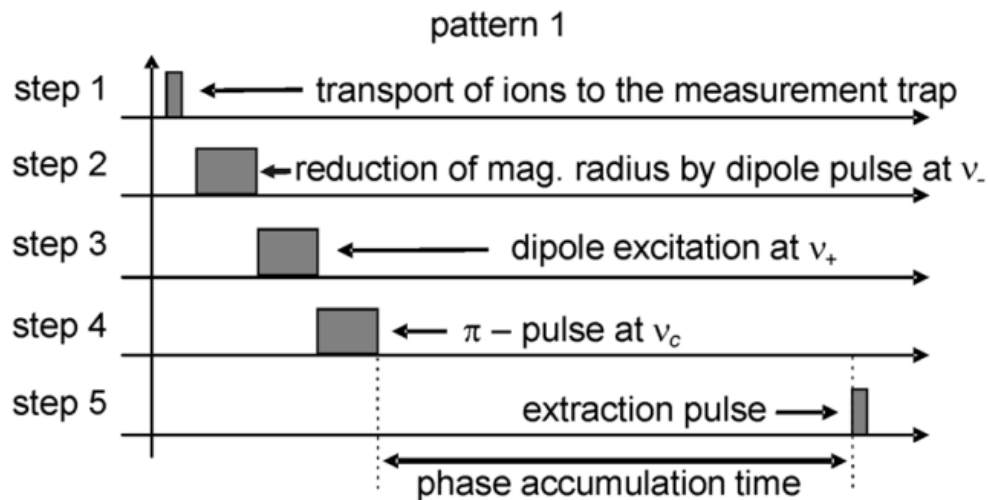 pattern 1
step 1 transport of ions to the measurement trap
step 2 reduction of mag. radius by dipole pulse at ν₋
step 3 dipole excitation at ν₊
step 4 π – pulse at ν_c
step 5 extraction pulse
phase accumulation time